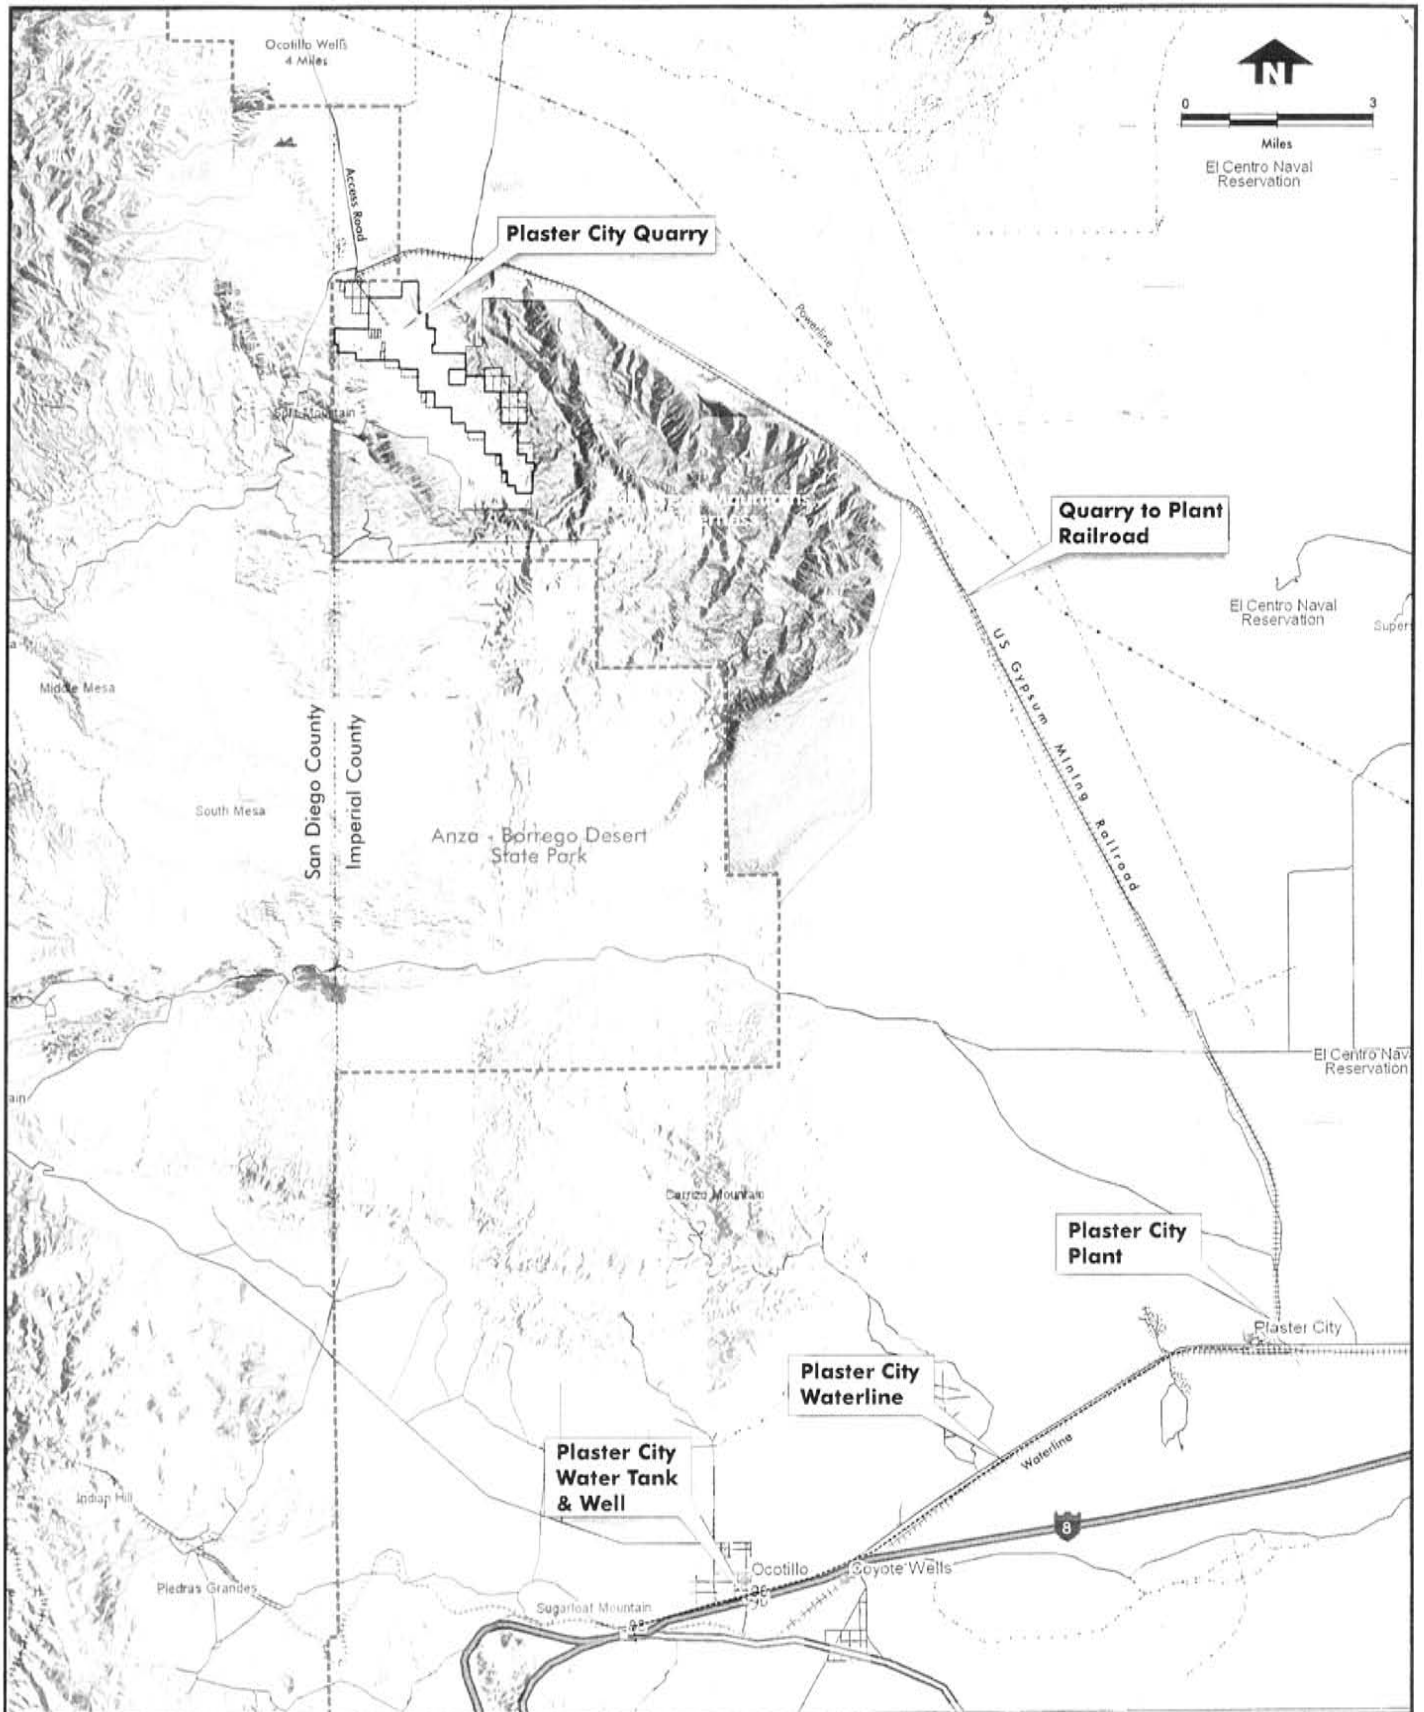 Ocotillo Wells
4 Miles
N
0 3
Miles
El Centro Naval
Reservation
Access Road
Plaster City Quarry
Powerline
Quarry to Plant
Railroad
El Centro Naval
Reservation
US Gypsum Mining Railroad
Middle Mesa
San Diego County
Imperial County
South Mesa
Anza - Borrego Desert
State Park
Reservation
Carrizo Mountain
Plaster City
Plant
Plaster City
Plaster City
Waterline
Waterline
Plaster City
Water Tank
& Well
Indian Hill
8
Ocotillo
Coyote Wells
Piedras Grandes
Sugarloaf Mountain
98